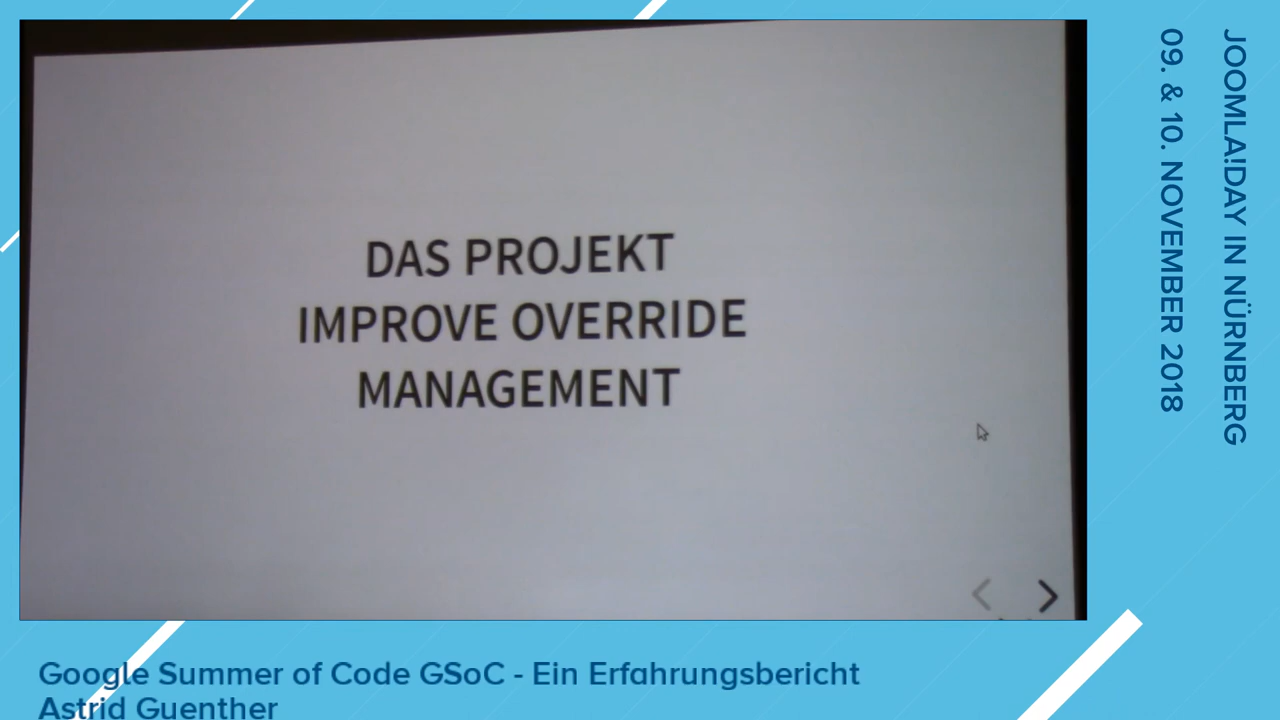 DAS PROJEKT
IMPROVE OVERRIDE
MANAGEMENT
JOOMLA!DAY IN NÜRNBERG
09. & 10. NOVEMBER 2018
Google Summer of Code GSoC - Ein Erfahrungsbericht
Astrid Guenther